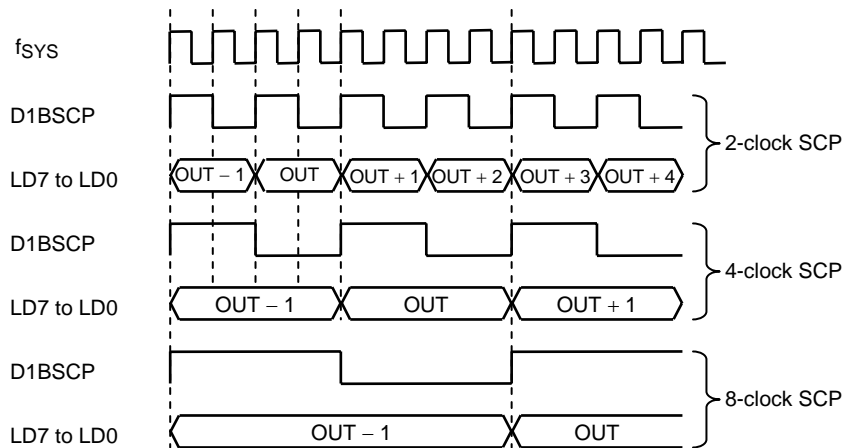 fSYS
D1BSCP
2-clock SCP
LD7 to LD0
OUT − 1
OUT
OUT + 1
OUT + 2
OUT + 3
OUT + 4
D1BSCP
4-clock SCP
LD7 to LD0
OUT − 1
OUT
OUT + 1
D1BSCP
8-clock SCP
LD7 to LD0
OUT − 1
OUT